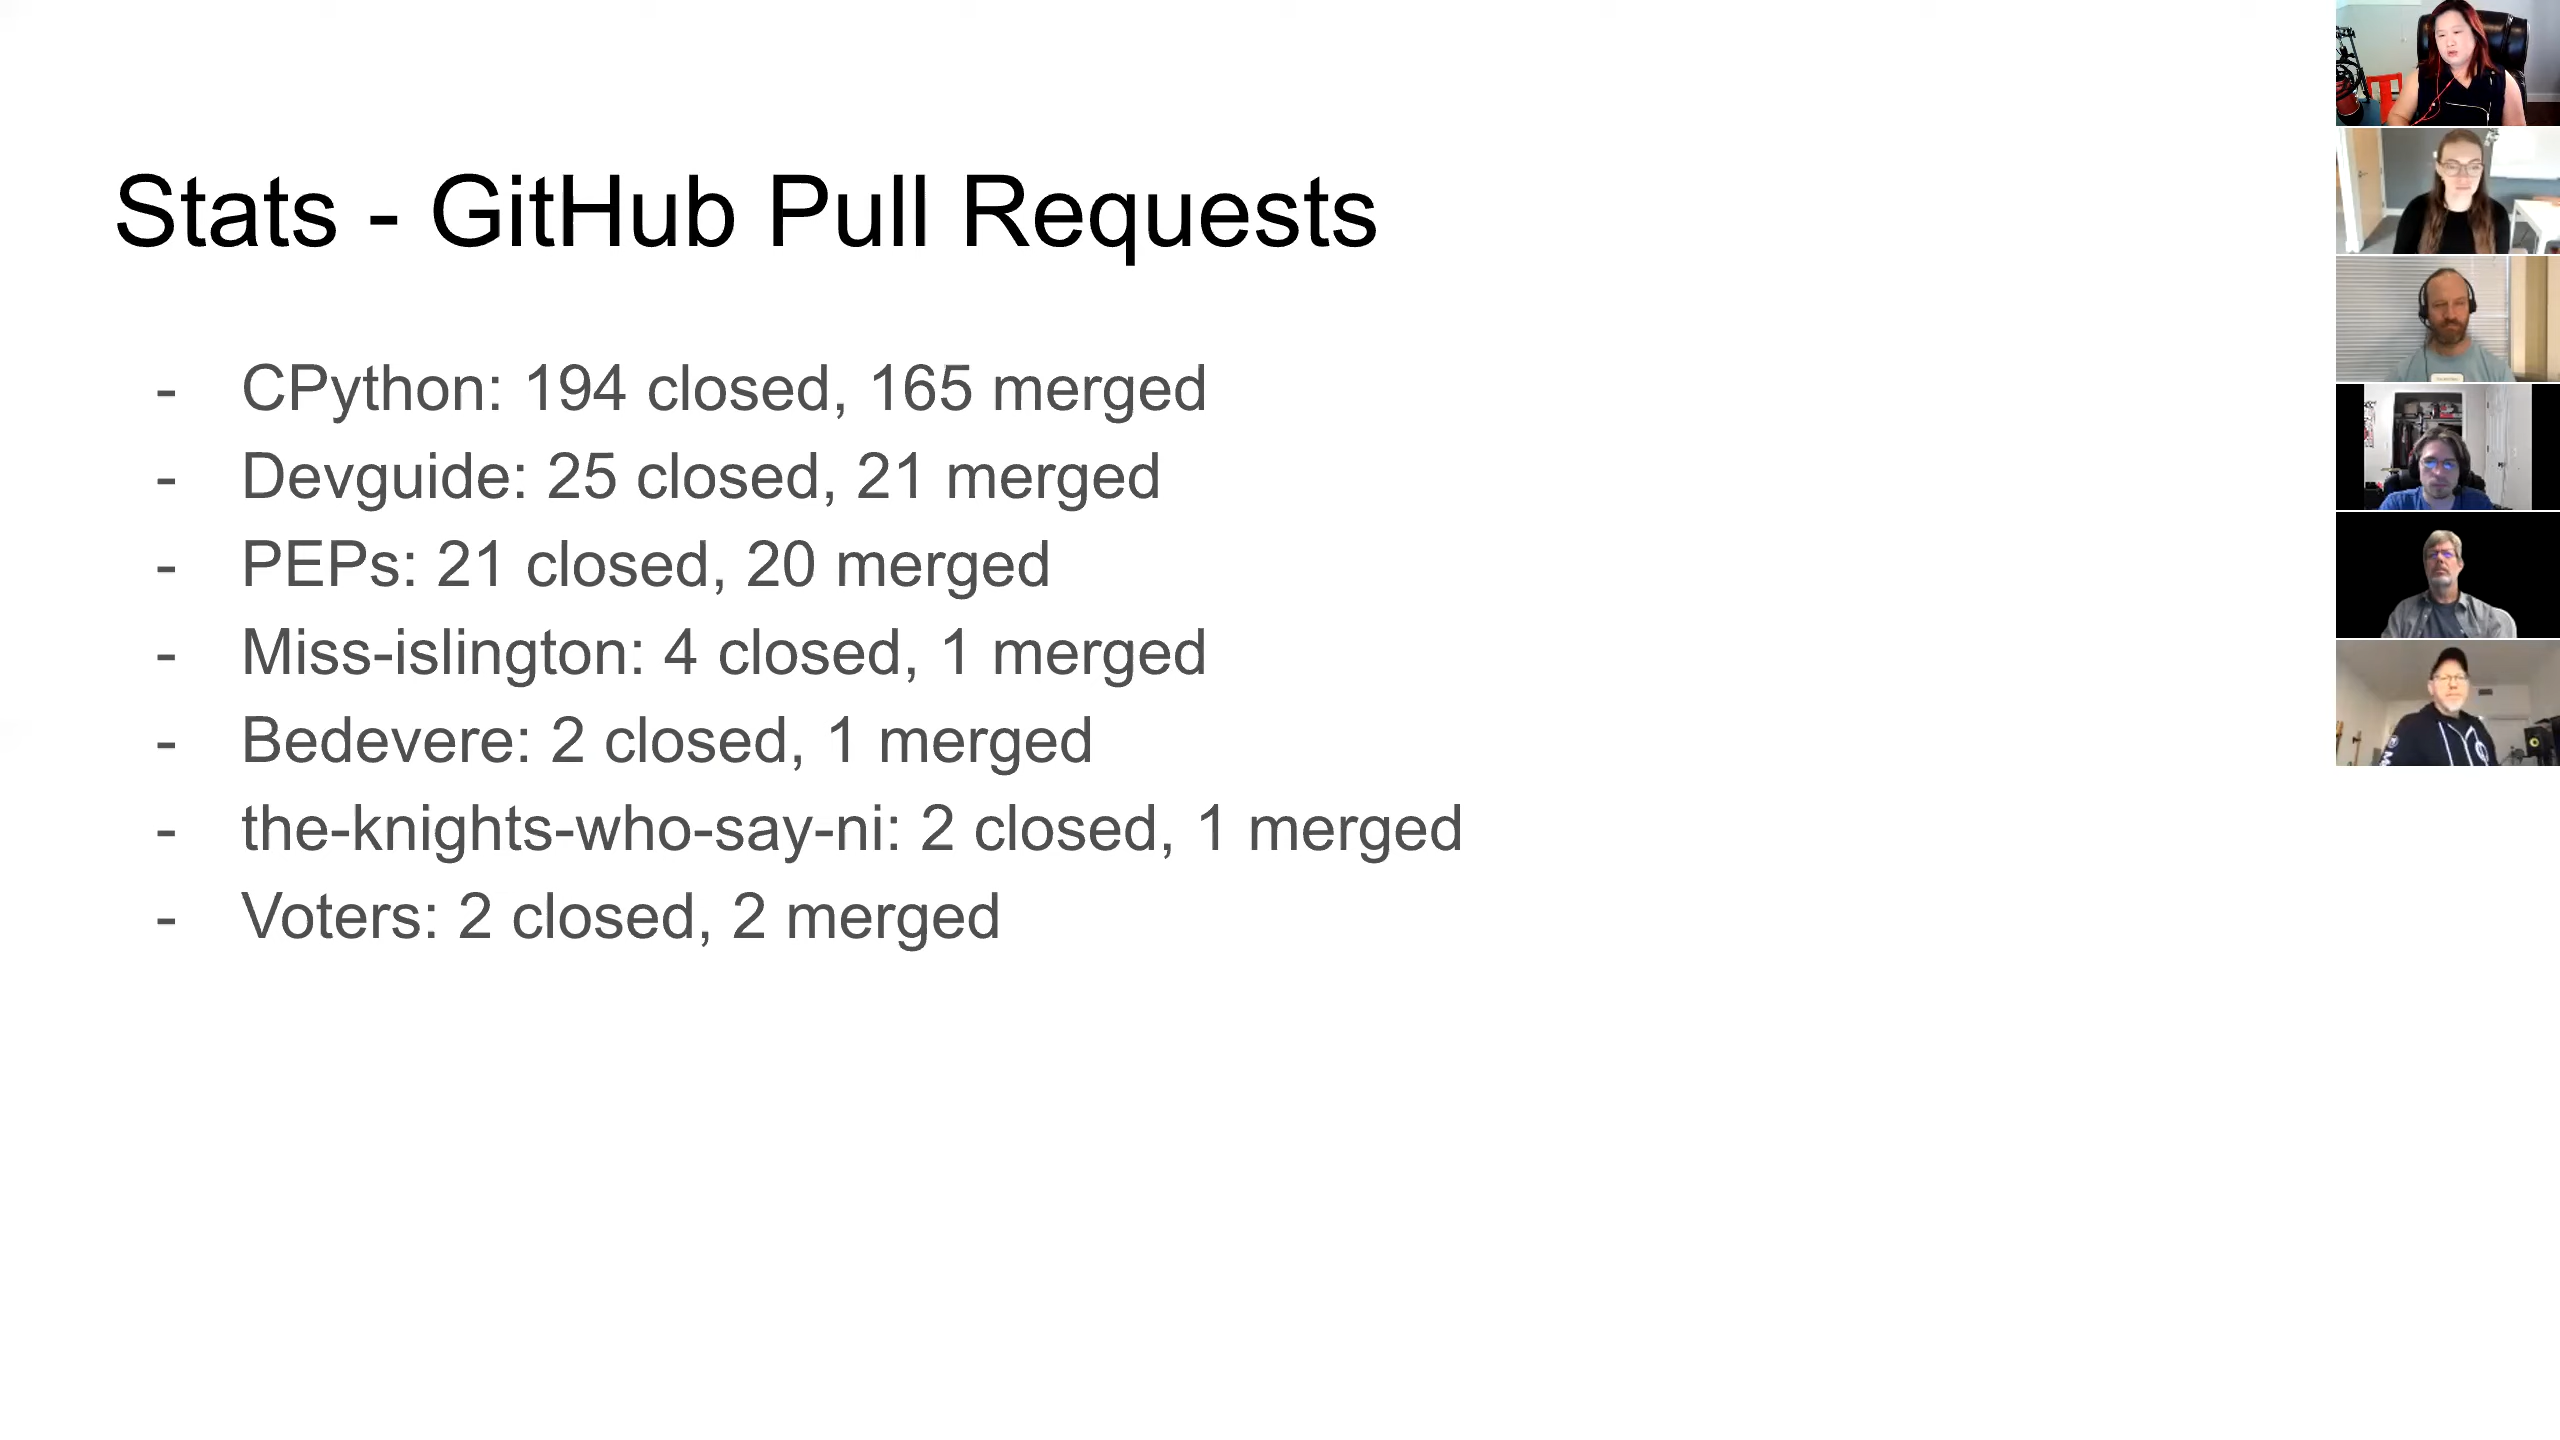 Stats - GitHub Pull Requests
- CPython: 194 closed, 165 merged
- Devguide: 25 closed, 21 merged
- PEPs: 21 closed, 20 merged
- Miss-islington: 4 closed, 1 merged
- Bedevere: 2 closed, 1 merged
- the-knights-who-say-ni: 2 closed, 1 merged
- Voters: 2 closed, 2 merged